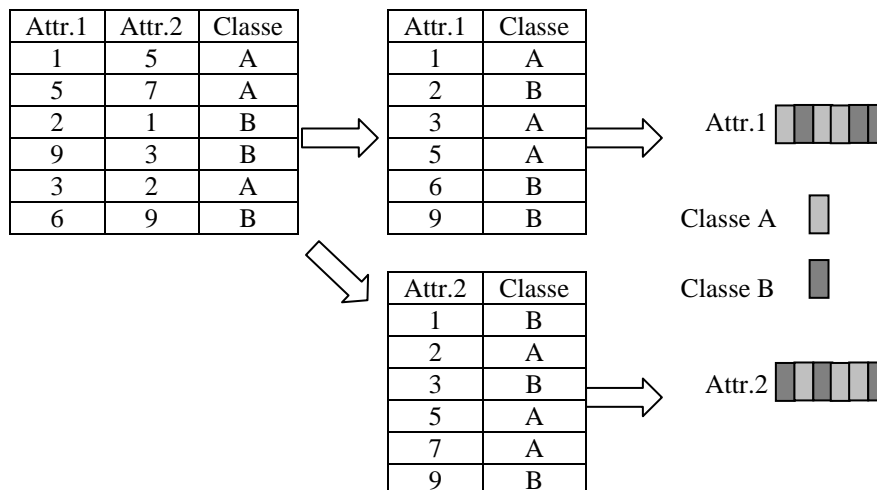 Attr.1 Attr.2 Classe
1 5 A
5 7 A
2 1 B
9 3 B
3 2 A
6 9 B
Attr.1 Classe
1 A
2 B
3 A
5 A
6 B
9 B
Attr.1
Classe A
Classe B
Attr.2 Classe
1 B
2 A
3 B
5 A
7 A
9 B
Attr.2